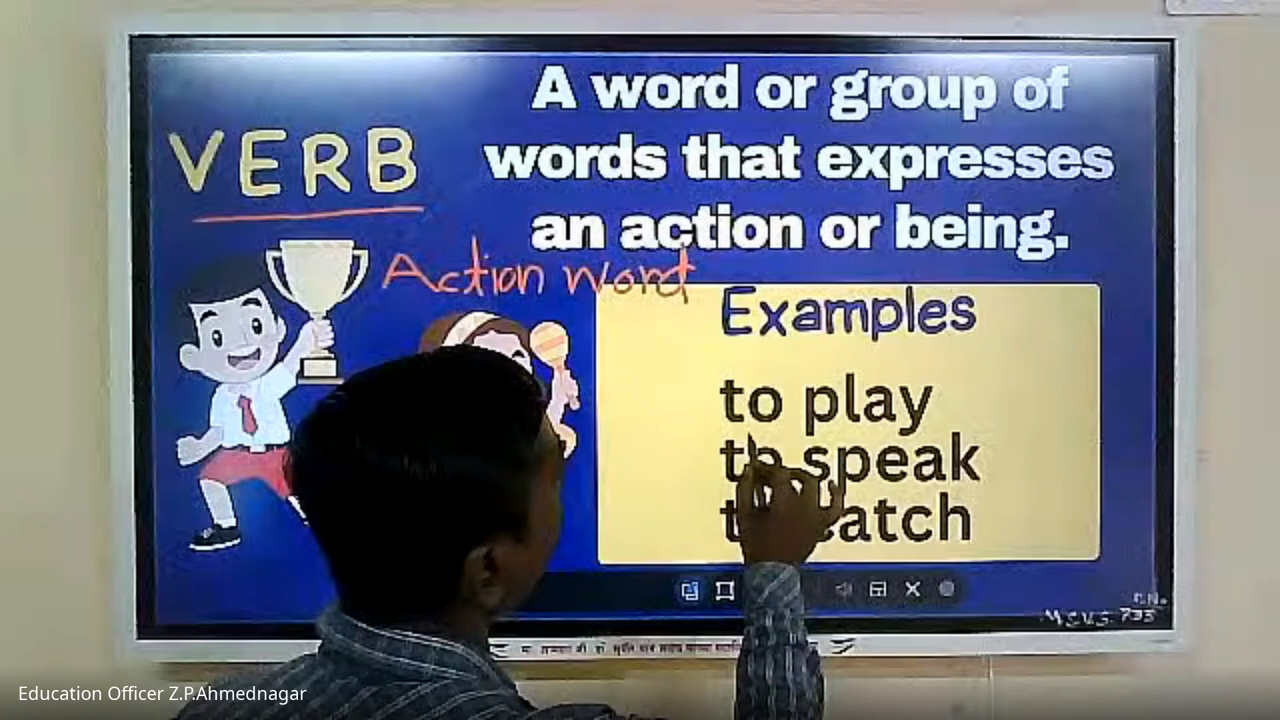 A word or group of
words that expresses
an action or being.
VERB
Action Word
Examples
to play
to speak
Education Officer Z.P.Ahmednagar